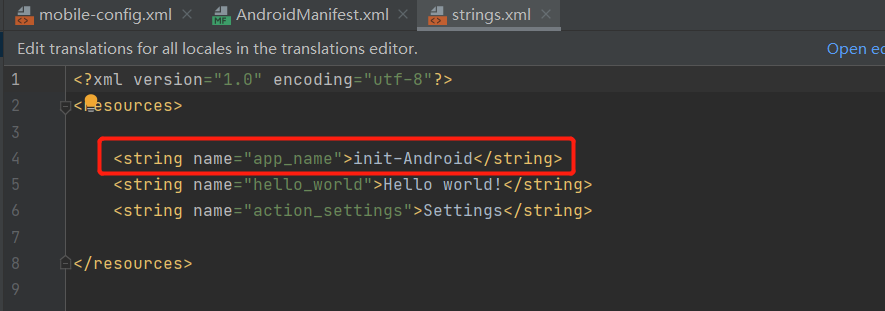 mobile-config.xml AndroidManifest.xml strings.xml
Edit translations for all locales in the translations editor. Open ed
1 <?xml version="1.0" encoding="utf-8"?>
2 <resources>
3
4 <string name="app_name">init-Android</string>
5 <string name="hello_world">Hello world!</string>
6 <string name="action_settings">Settings</string>
7
8 </resources>
9